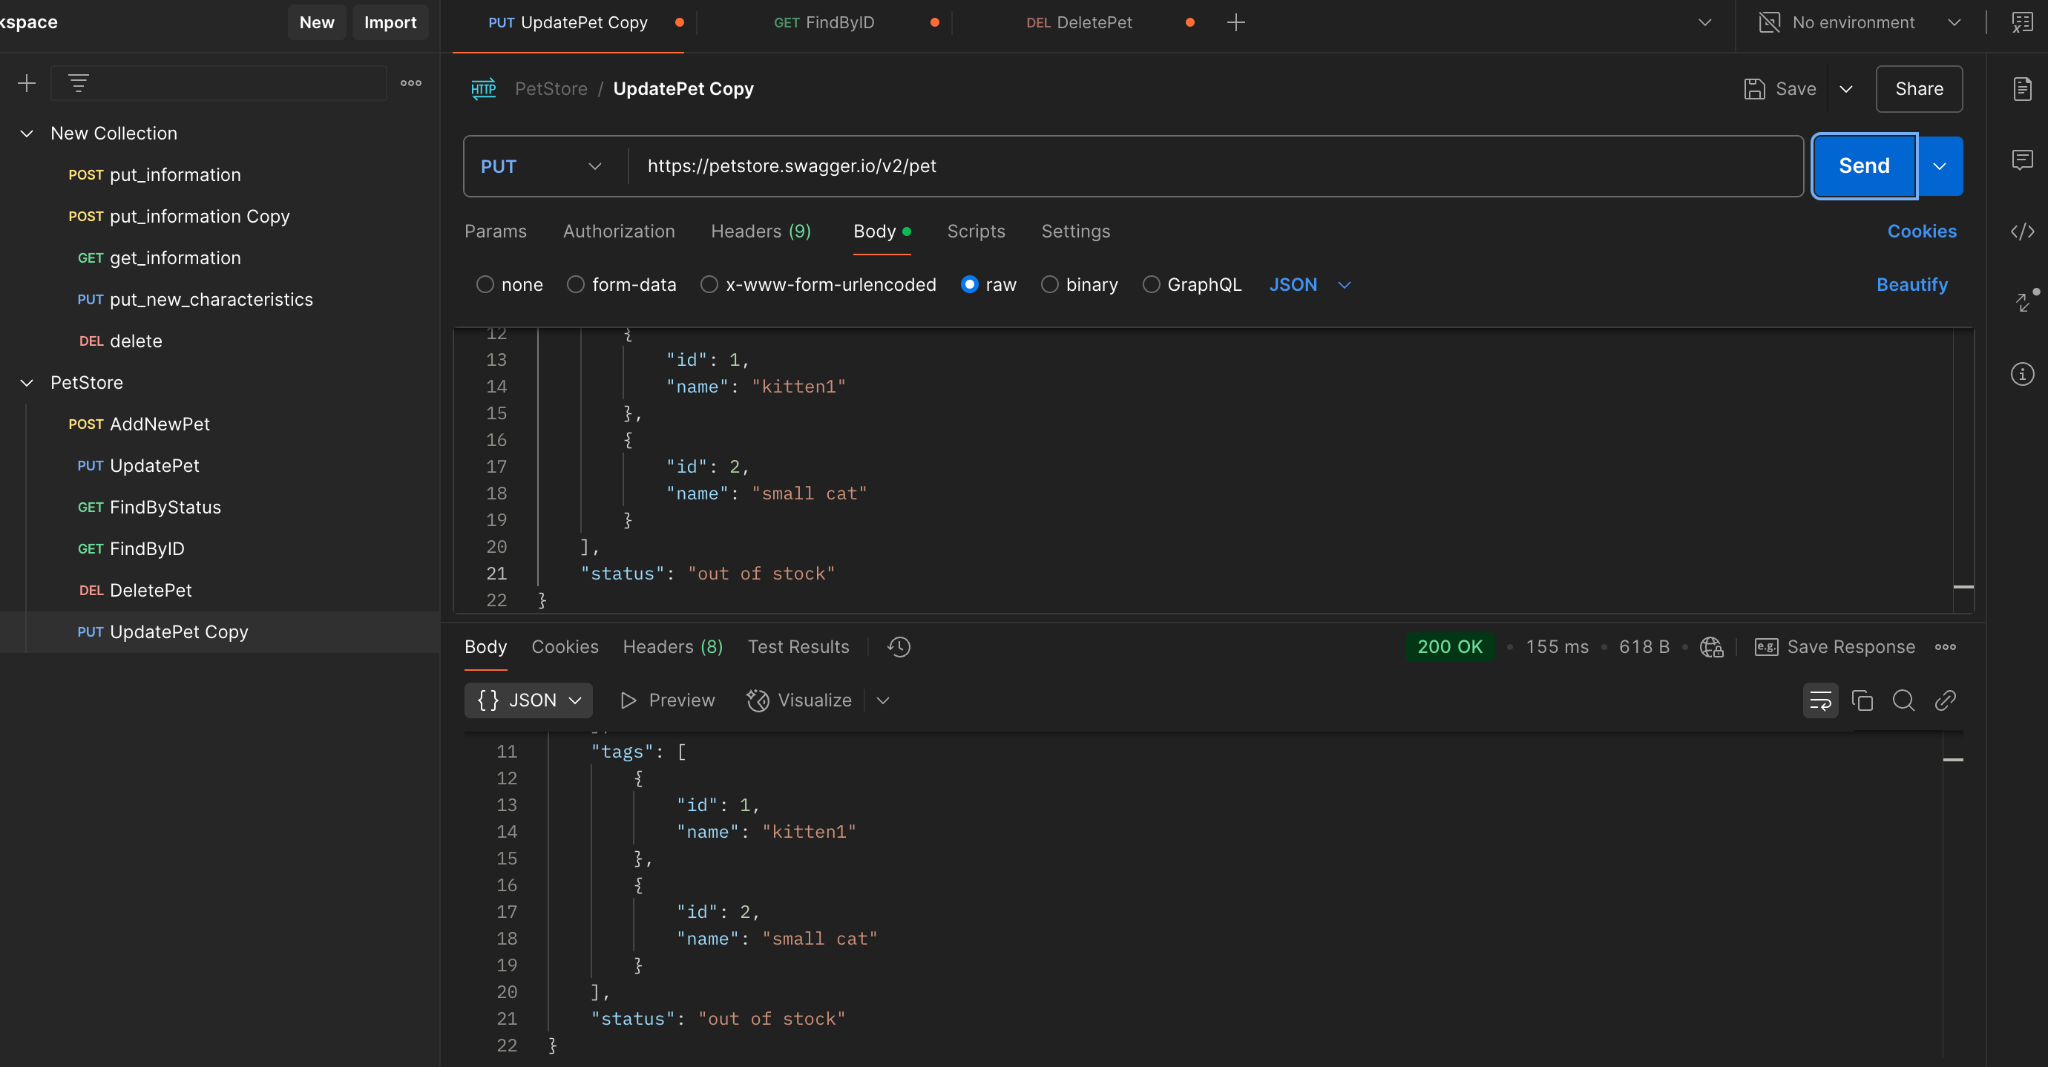 kspace
New
Import
PUT UpdatePet Copy
GET FindByID
DEL DeletePet
No environment
New Collection
POST put_information
POST put_information Copy
GET get_information
PUT put_new_characteristics
DEL delete
PetStore
POST AddNewPet
PUT UpdatePet
GET FindByStatus
GET FindByID
DEL DeletePet
PUT UpdatePet Copy
HTTP PetStore / UpdatePet Copy
Save
Share
PUT https://petstore.swagger.io/v2/pet
Send
Params Authorization Headers (9) Body Scripts Settings
Cookies
none form-data x-www-form-urlencoded raw binary GraphQL JSON
Beautify
12 {
13 "id": 1,
14 "name": "kitten1"
15 },
16 {
17 "id": 2,
18 "name": "small cat"
19 }
20 ],
21 "status": "out of stock"
22 }
Body Cookies Headers (8) Test Results
200 OK • 155 ms • 618 B •
e.g. Save Response
{} JSON Preview Visualize
11 "tags": [
12 {
13 "id": 1,
14 "name": "kitten1"
15 },
16 {
17 "id": 2,
18 "name": "small cat"
19 }
20 ],
21 "status": "out of stock"
22 }